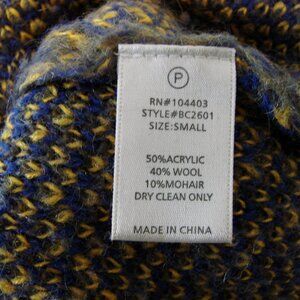 P
RN#104403
STYLE#BC2601
SIZE:SMALL
50%ACRYLIC
40% WOOL
10%MOHAIR
DRY CLEAN ONLY
MADE IN CHINA